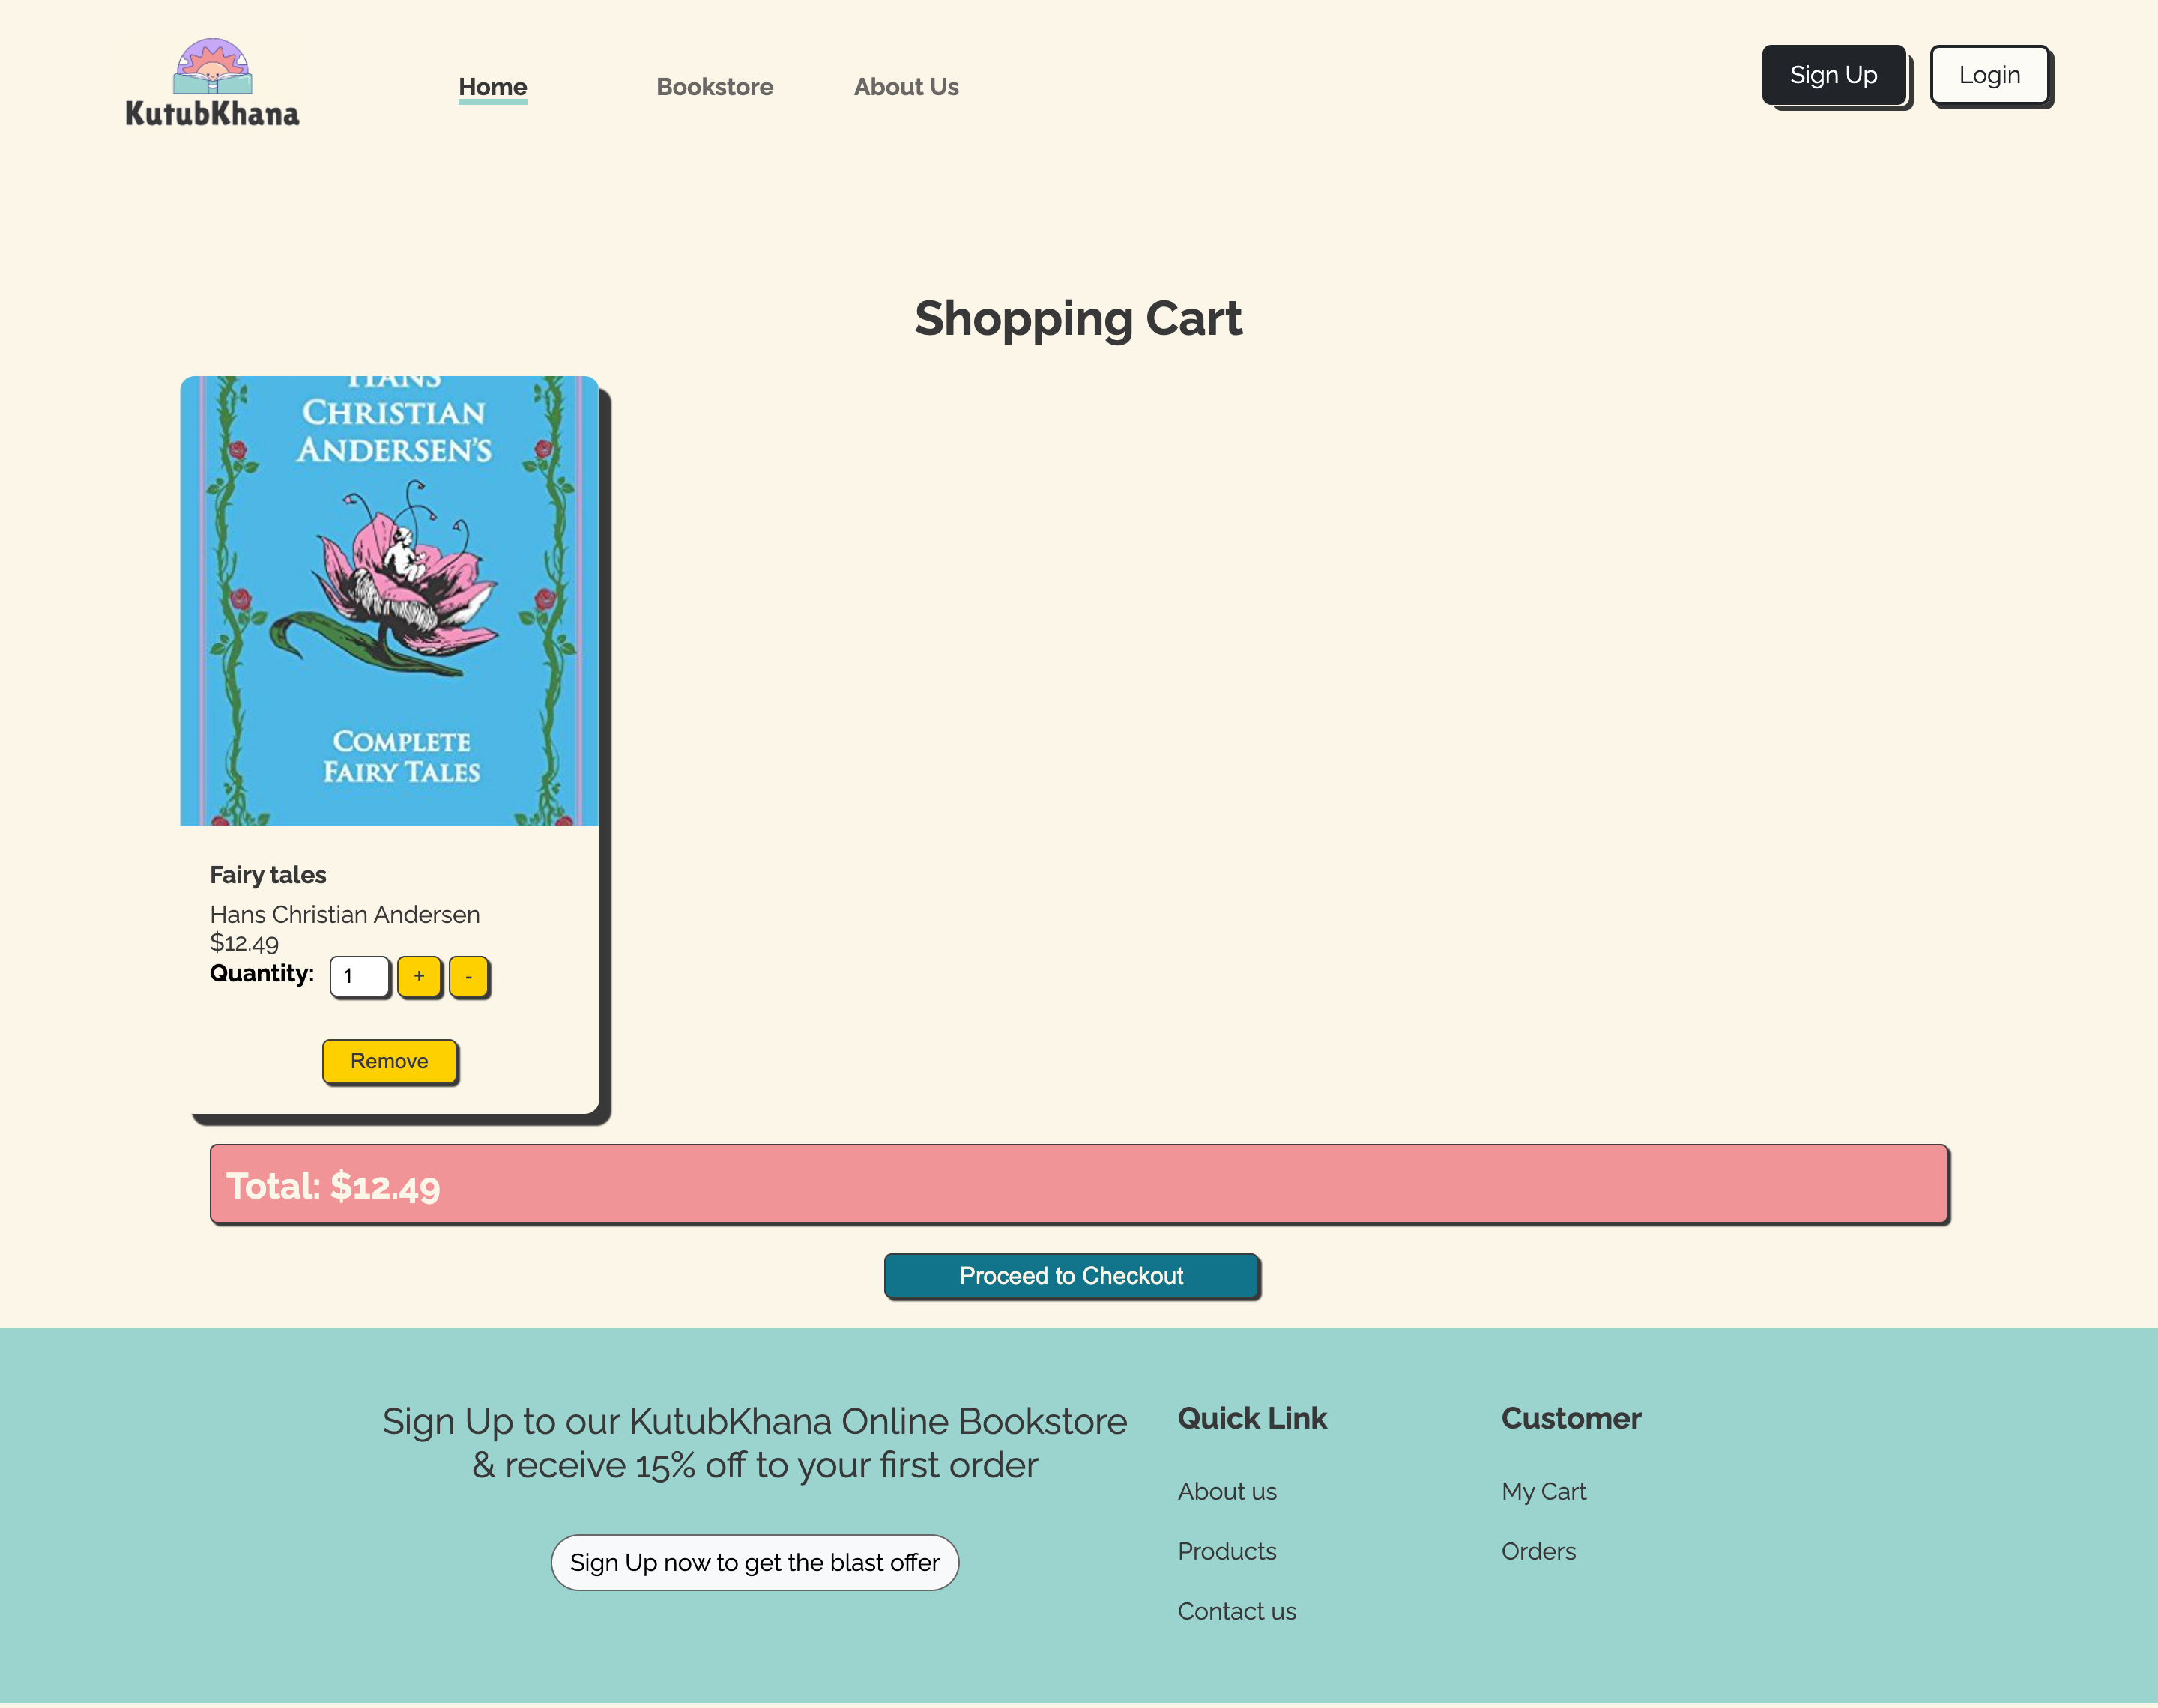 KutubKhana
Home
Bookstore
About Us
Sign Up
Login
Shopping Cart
HANS
CHRISTIAN
ANDERSEN'S
COMPLETE
FAIRY TALES
Fairy tales
Hans Christian Andersen
$12.49
Quantity: 1 + -
Remove
Total: $12.49
Proceed to Checkout
Sign Up to our KutubKhana Online Bookstore
& receive 15% off to your first order
Sign Up now to get the blast offer
Quick Link
About us
Products
Contact us
Customer
My Cart
Orders